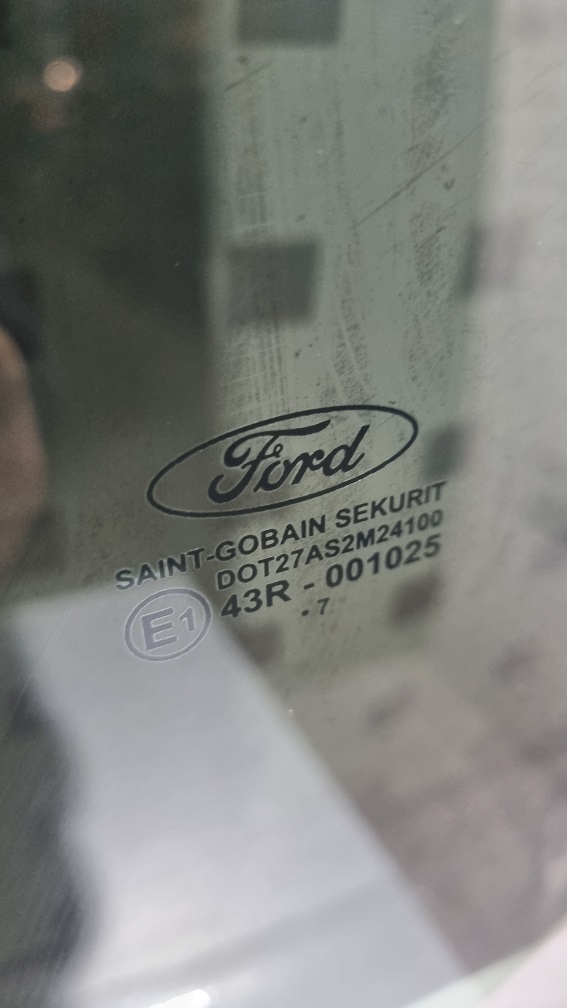 Ford
SAINT-GOBAIN SEKURIT
DOT27AS2M24100
E1 43R - 001025
. 7